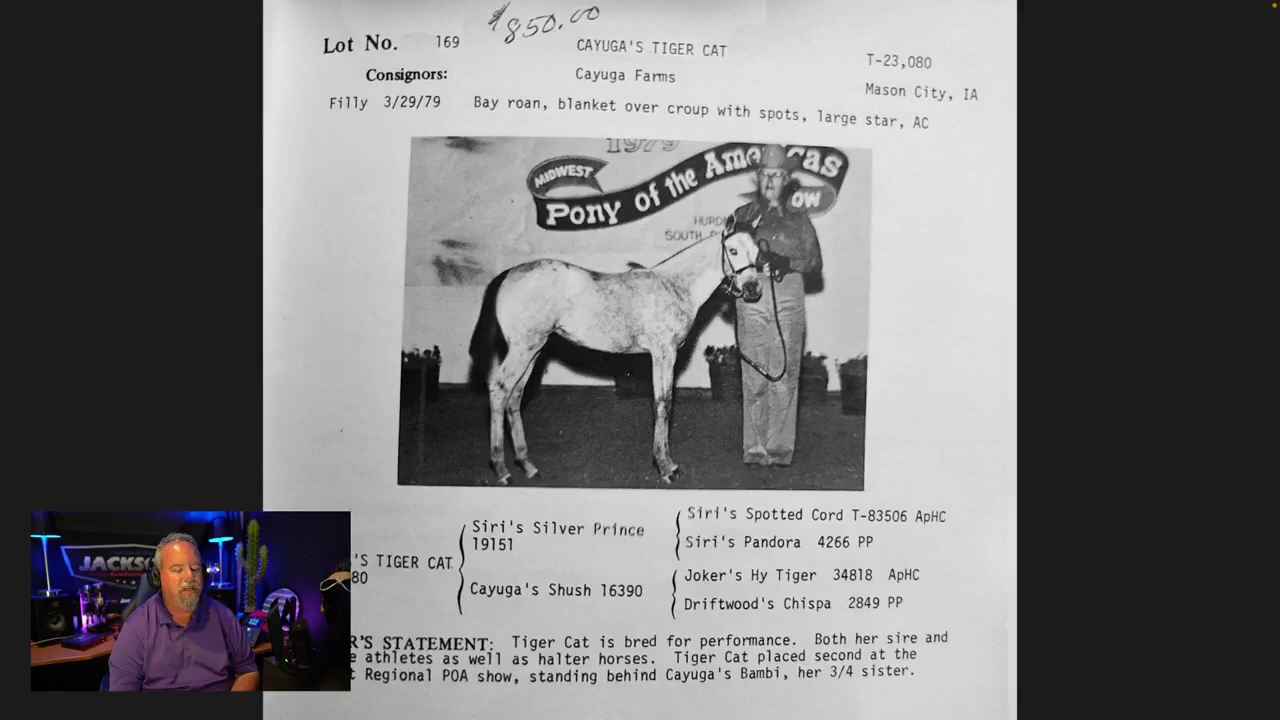 $850.00
Lot No. 169 CAYUGA'S TIGER CAT T-23,080
Consignors: Cayuga Farms Mason City, IA
Filly 3/29/79 Bay roan, blanket over croup with spots, large star, AC
1979
MIDWEST
Pony of the Americas
OW
HURO
SOUTH
Siri's Spotted Cord T-83506 ApHC
Siri's Silver Prince
19151
Siri's Pandora 4266 PP
'S TIGER CAT
80
Joker's Hy Tiger 34818 ApHC
Cayuga's Shush 16390
Driftwood's Chispa 2849 PP
R'S STATEMENT: Tiger Cat is bred for performance. Both her sire and
e athletes as well as halter horses. Tiger Cat placed second at the
t Regional POA show, standing behind Cayuga's Bambi, her 3/4 sister.
JACKSO